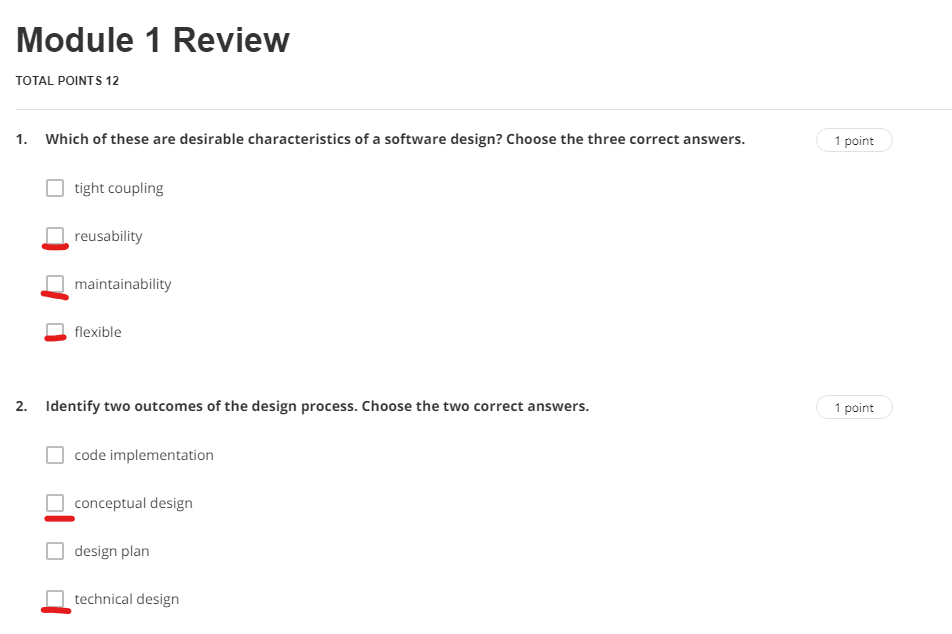 Module 1 Review
TOTAL POINTS 12
1. Which of these are desirable characteristics of a software design? Choose the three correct answers. 1 point
tight coupling
reusability
maintainability
flexible
2. Identify two outcomes of the design process. Choose the two correct answers. 1 point
code implementation
conceptual design
design plan
technical design